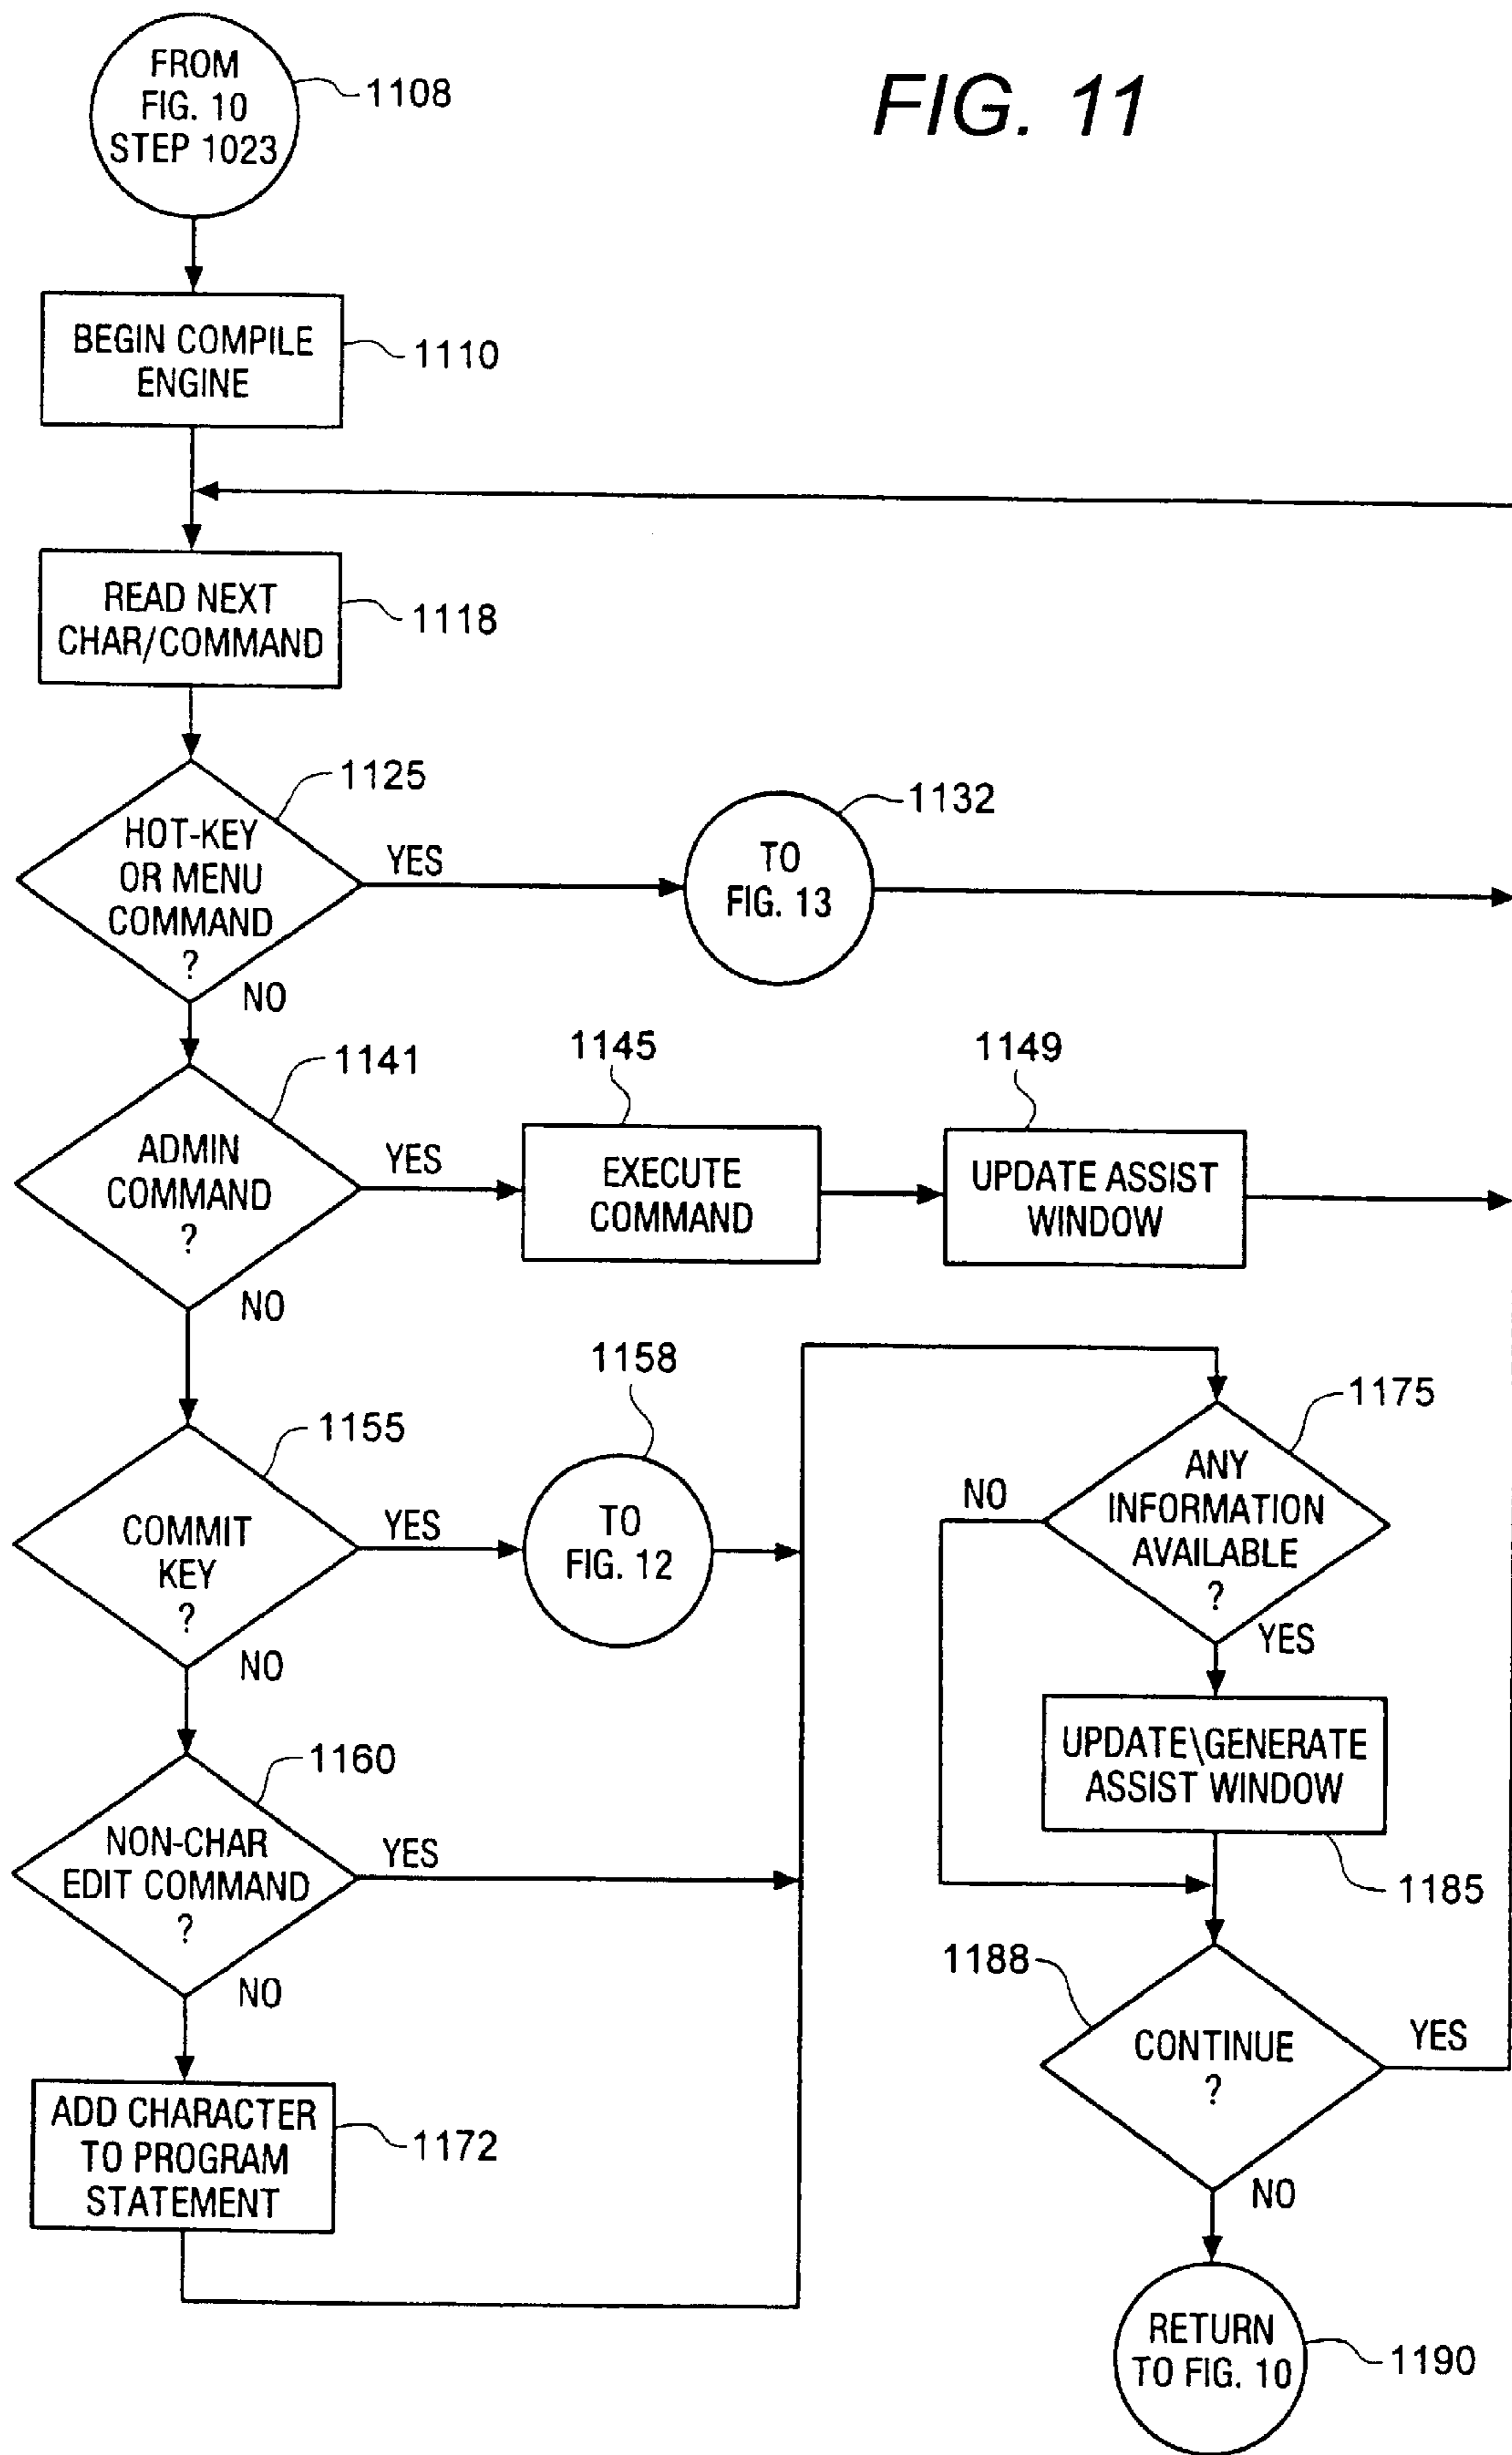 FIG. 11
FROM
FIG. 10
STEP 1023
1108
BEGIN COMPILE
ENGINE
1110
READ NEXT
CHAR/COMMAND
1118
1125
HOT-KEY
OR MENU
COMMAND
?
YES
NO
TO
FIG. 13
1132
1141
ADMIN
COMMAND
?
YES
NO
1145
EXECUTE
COMMAND
1149
UPDATE ASSIST
WINDOW
1155
COMMIT
KEY
?
YES
NO
1158
TO
FIG. 12
1160
NON-CHAR
EDIT COMMAND
?
YES
NO
ADD CHARACTER
TO PROGRAM
STATEMENT
1172
1175
ANY
INFORMATION
AVAILABLE
?
NO
YES
UPDATE\GENERATE
ASSIST WINDOW
1185
1188
CONTINUE
?
YES
NO
RETURN
TO FIG. 10
1190